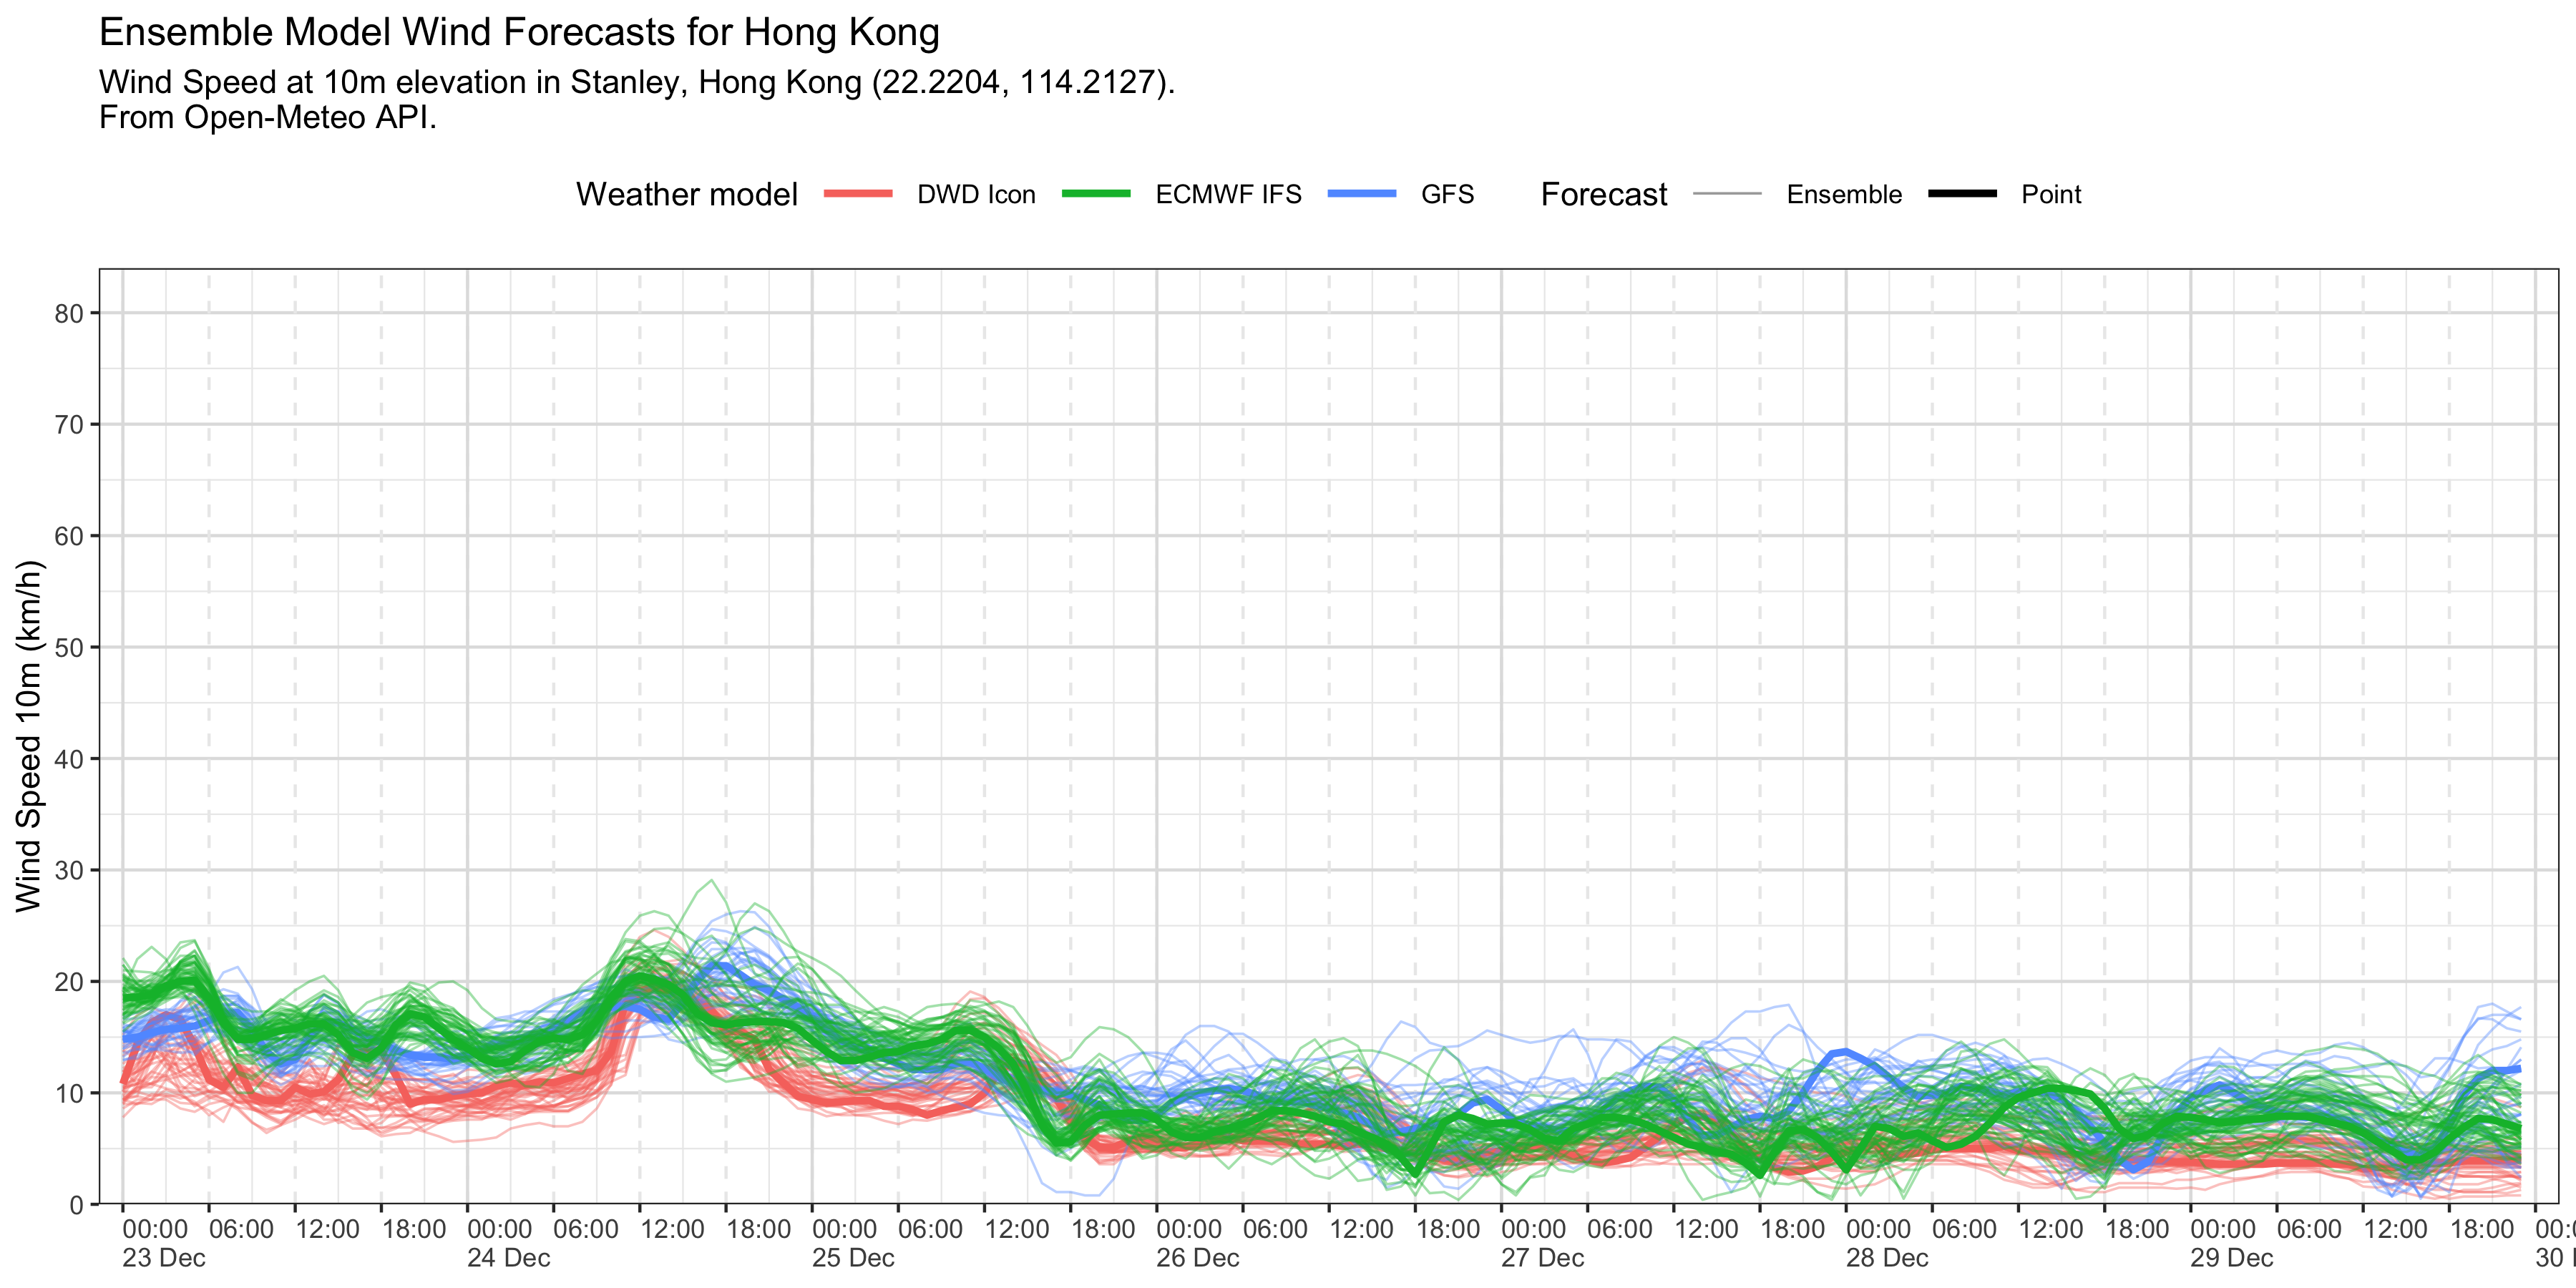 Ensemble Model Wind Forecasts for Hong Kong
Wind Speed at 10m elevation in Stanley, Hong Kong (22.2204, 114.2127).
From Open-Meteo API.
Weather model DWD Icon ECMWF IFS GFS Forecast Ensemble Point
Wind Speed 10m (km/h)
80
70
60
50
40
30
20
10
0
00:00 06:00 12:00 18:00 00:00 06:00 12:00 18:00 00:00 06:00 12:00 18:00 00:00 06:00 12:00 18:00 00:00 06:00 12:00 18:00 00:00 06:00 12:00 18:00 00:00 06:00 12:00 18:00
23 Dec 24 Dec 25 Dec 26 Dec 27 Dec 28 Dec 29 Dec 30